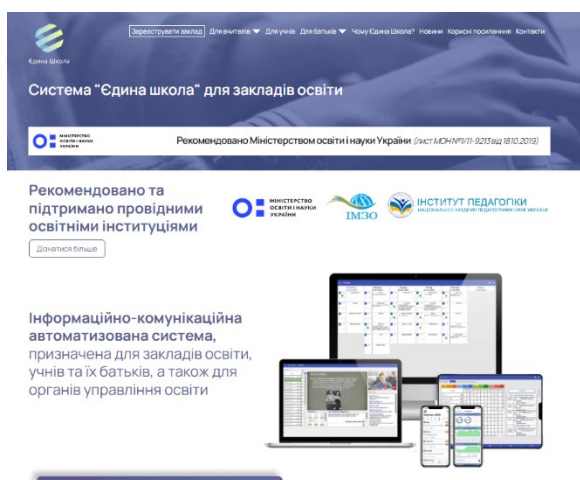 Зареєструвати заклад Для вчителів Для учнів Для батьків Чому Єдина Школа? Новини Корисні посилання Контакти
Єдина Школа
Система "Єдина школа" для закладів освіти
МІНІСТЕРСТВО
ОСВІТИ І НАУКИ
УКРАЇНИ
Рекомендовано Міністерством освіти і науки України (лист МОН №1/11-9213 від 18.10.2019)
Рекомендовано та
підтримано провідними
освітніми інституціями
МІНІСТЕРСТВО
ОСВІТИ І НАУКИ
УКРАЇНИ
ІМЗО
ІНСТИТУТ ПЕДАГОГІКИ
НАЦІОНАЛЬНОЇ АКАДЕМІЇ ПЕДАГОГІЧНИХ НАУК УКРАЇНИ
Дізнатися більше
Інформаційно-комунікаційна
автоматизована система,
призначена для закладів освіти,
учнів та їх батьків, а також для
органів управління освіти